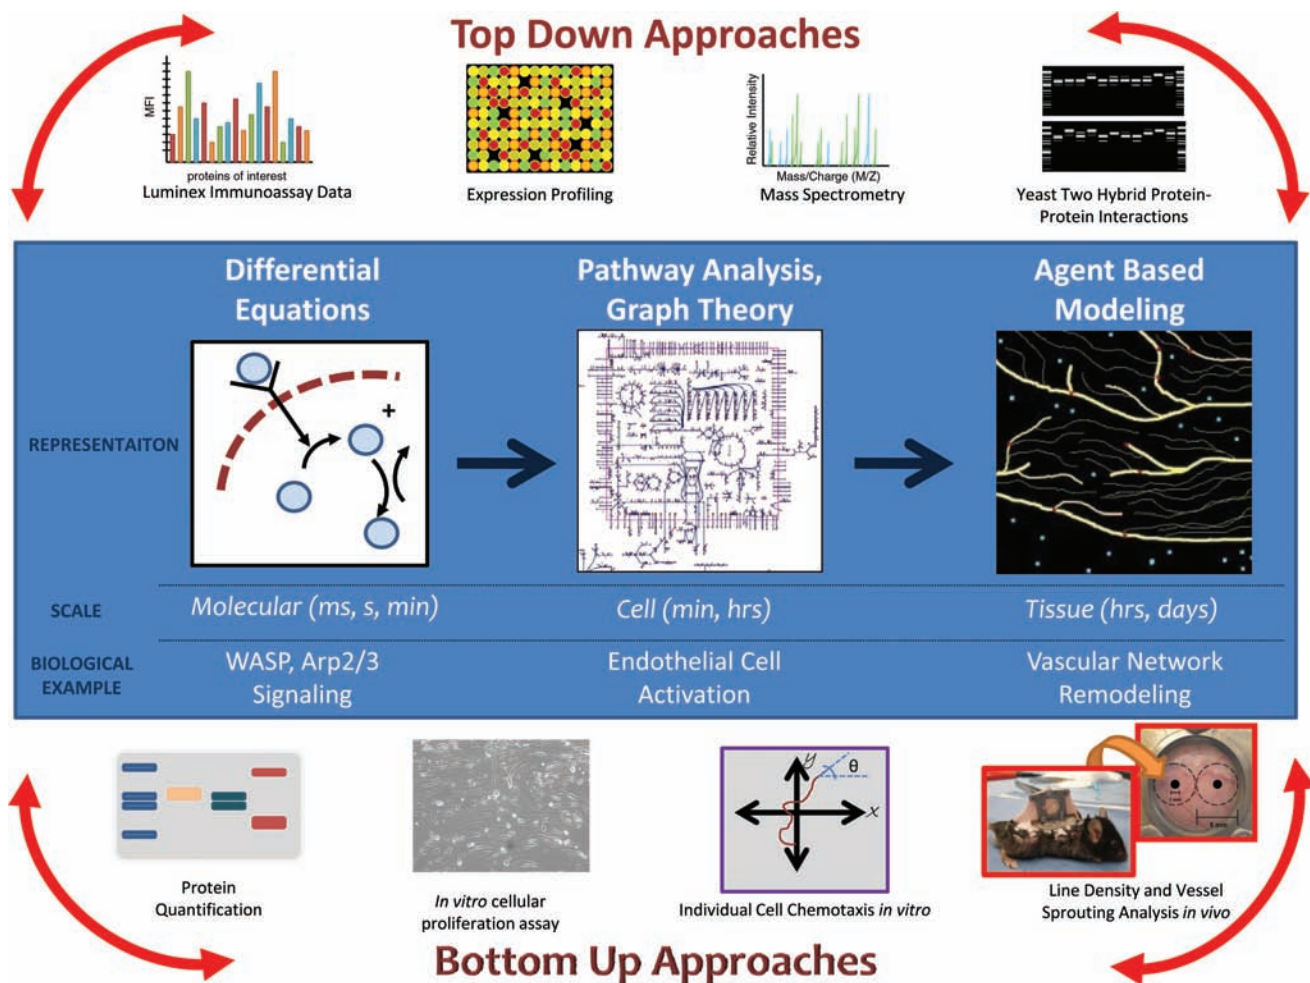 Top Down Approaches
MFI
proteins of interest
Luminex Immunoassay Data
Expression Profiling
Relative Intensity
Mass/Charge (M/Z)
Mass Spectrometry
Yeast Two Hybrid Protein-
Protein Interactions
Differential
Equations
Pathway Analysis,
Graph Theory
Agent Based
Modeling
REPRESENTAITON
+
SCALE
Molecular (ms, s, min)
Cell (min, hrs)
Tissue (hrs, days)
BIOLOGICAL
EXAMPLE
WASP, Arp2/3
Signaling
Endothelial Cell
Activation
Vascular Network
Remodeling
Protein
Quantification
In vitro cellular
proliferation assay
y
θ
x
Individual Cell Chemotaxis in vitro
Line Density and Vessel
Sprouting Analysis in vivo
Bottom Up Approaches